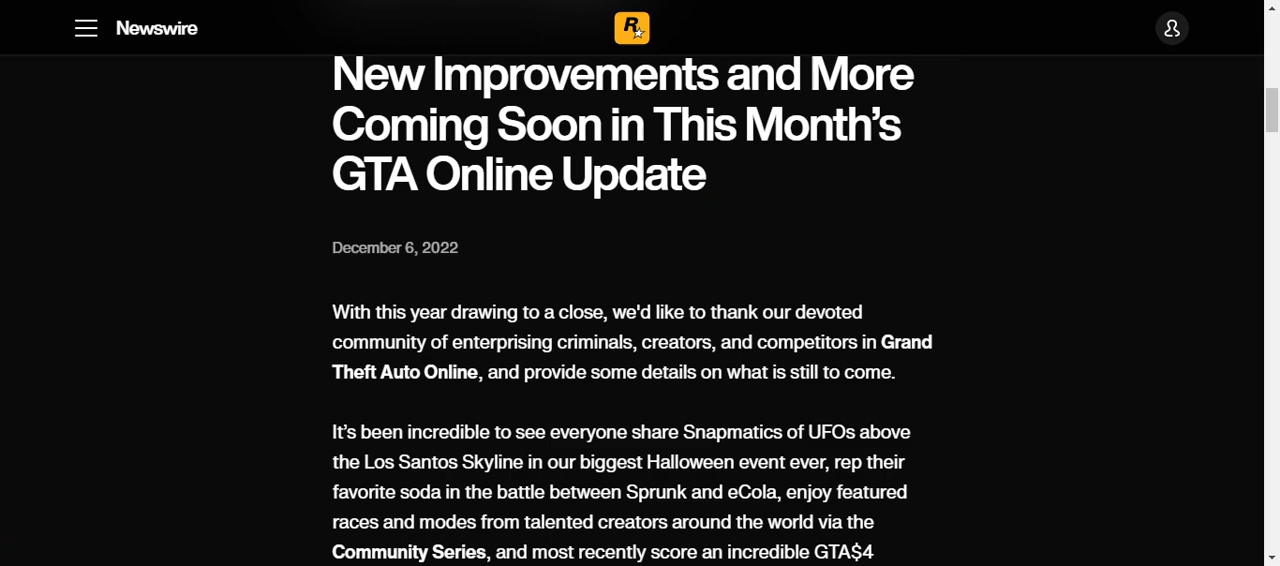 Newswire
R
New Improvements and More
Coming Soon in This Month’s
GTA Online Update
December 6, 2022
With this year drawing to a close, we'd like to thank our devoted
community of enterprising criminals, creators, and competitors in Grand
Theft Auto Online, and provide some details on what is still to come.
It’s been incredible to see everyone share Snapmatics of UFOs above
the Los Santos Skyline in our biggest Halloween event ever, rep their
favorite soda in the battle between Sprunk and eCola, enjoy featured
races and modes from talented creators around the world via the
Community Series, and most recently score an incredible GTA$4